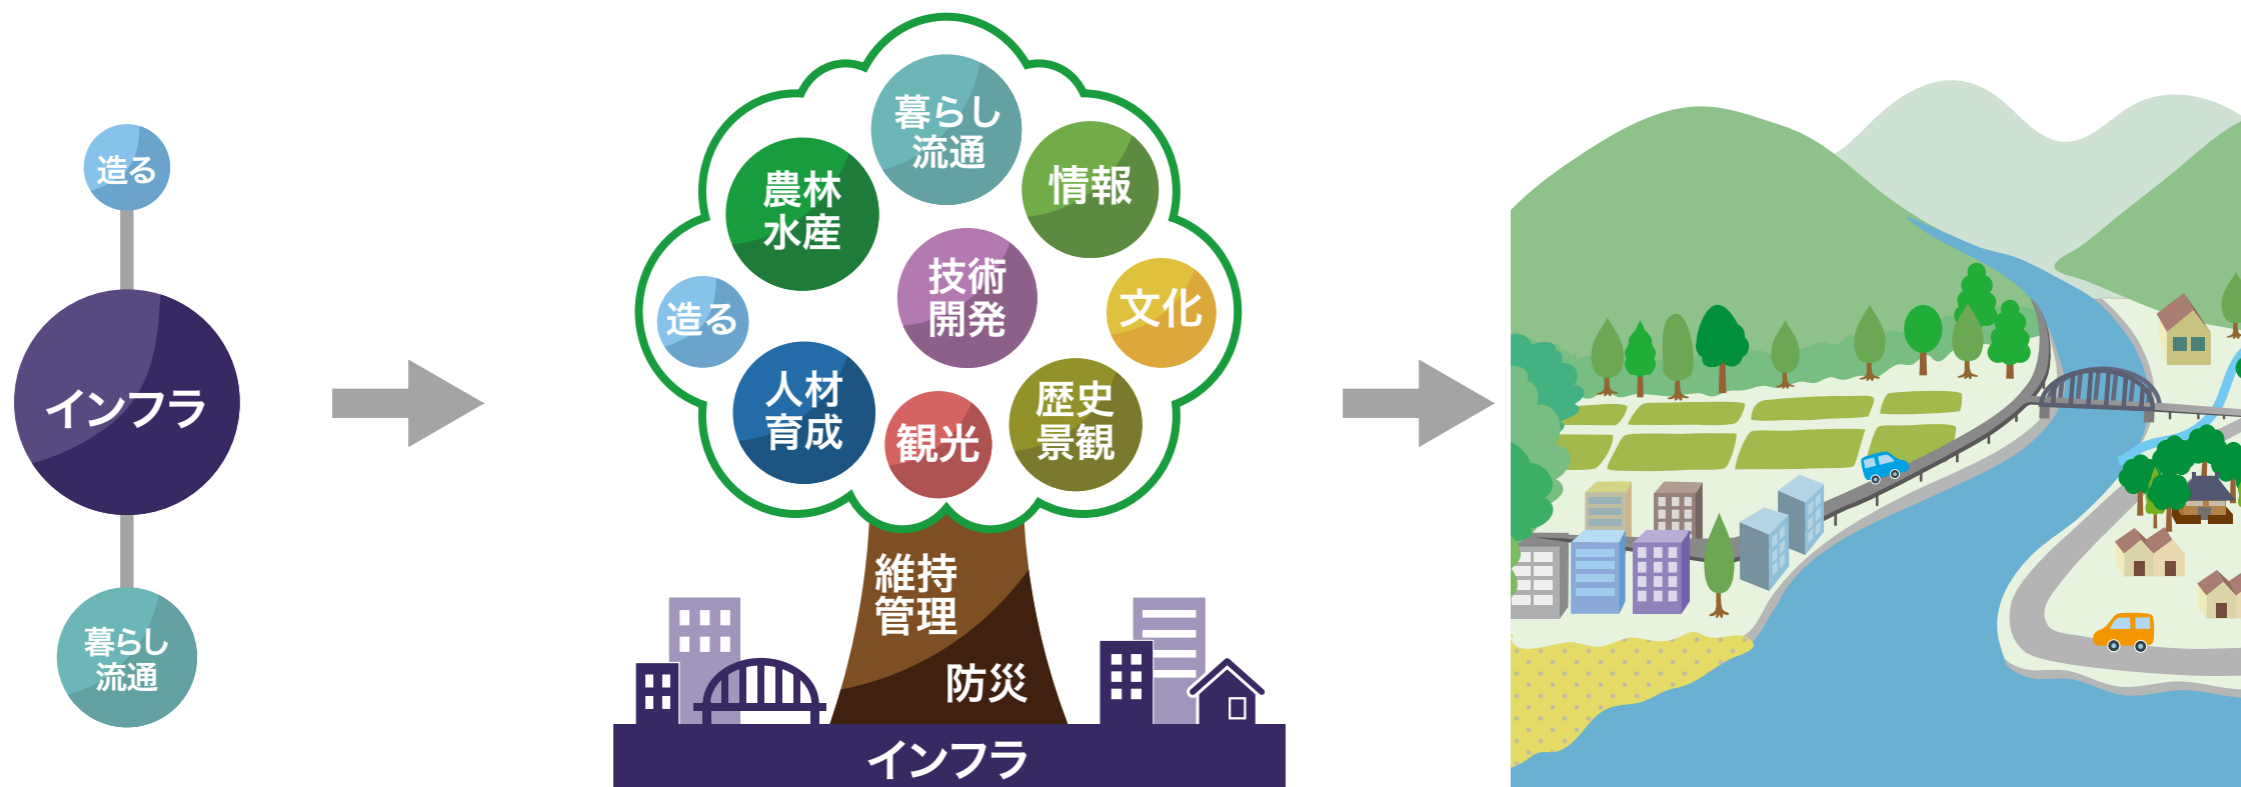 造る
インフラ
暮らし
流通
暮らし
流通
農林
水産
情報
技術
開発
造る
文化
人材
育成
観光
歴史
景観
維持
管理
防災
インフラ